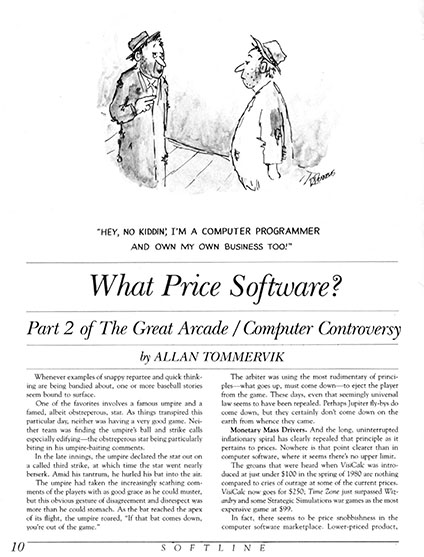 "HEY, NO KIDDIN', I'M A COMPUTER PROGRAMMER
AND OWN MY OWN BUSINESS TOO!"
What Price Software?
Part 2 of The Great Arcade / Computer Controversy
by ALLAN TOMMERVIK
Whenever examples of snappy repartee and quick think-
ing are being bandied about, one or more baseball stories
seem bound to surface.
One of the favorites involves a famous umpire and a
famed, albeit obstreperous, star. As things transpired this
particular day, neither was having a very good game. Nei-
ther team was finding the umpire's ball and strike calls
especially edifying—the obstreperous star being particularly
biting in his umpire-baiting comments.
In the late innings, the umpire declared the star out on
a called third strike, at which time the star went nearly
berserk. Amid his tantrum, he hurled his bat into the air.
The umpire had taken the increasingly scathing com-
ments of the players with as good grace as he could muster,
but this obvious gesture of disagreement and disrespect was
more than he could stomach. As the bat reached the apex
of its flight, the umpire roared, "If that bat comes down,
you're out of the game."
The arbiter was using the most rudimentary of princi-
ples—what goes up, must come down—to eject the player
from the game. These days, even that seemingly universal
law seems to have been repealed. Perhaps Jupiter fly-bys do
come down, but they certainly don't come down on the
earth from whence they came.
Monetary Mass Drivers. And the long, uninterrupted
inflationary spiral has clearly repealed that principle as it
pertains to prices. Nowhere is that point clearer than in
computer software, where it seems there's no upper limit.
The groans that were heard when VisiCalc was intro-
duced at just under $100 in the spring of 1980 are nothing
compared to cries of outrage at some of the current prices.
VisiCalc now goes for $250, Time Zone just surpassed Wiz-
ardry and some Strategic Simulations war games as the most
expensive game at $99.
In fact, there seems to be price snobbishness in the
computer software marketplace. Lower-priced product,
10
SOFTLINE